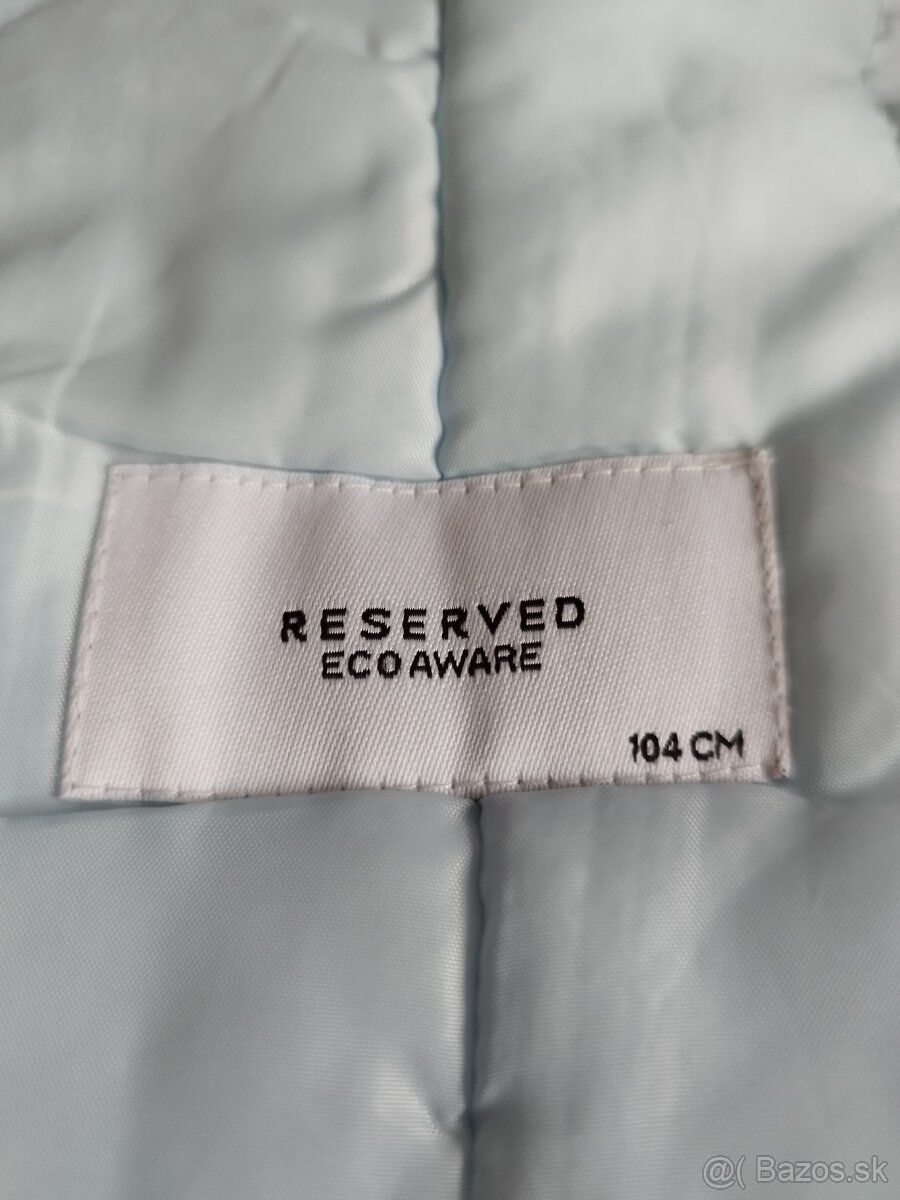 RESERVED
ECO AWARE
104 CM
@( Bazos.sk